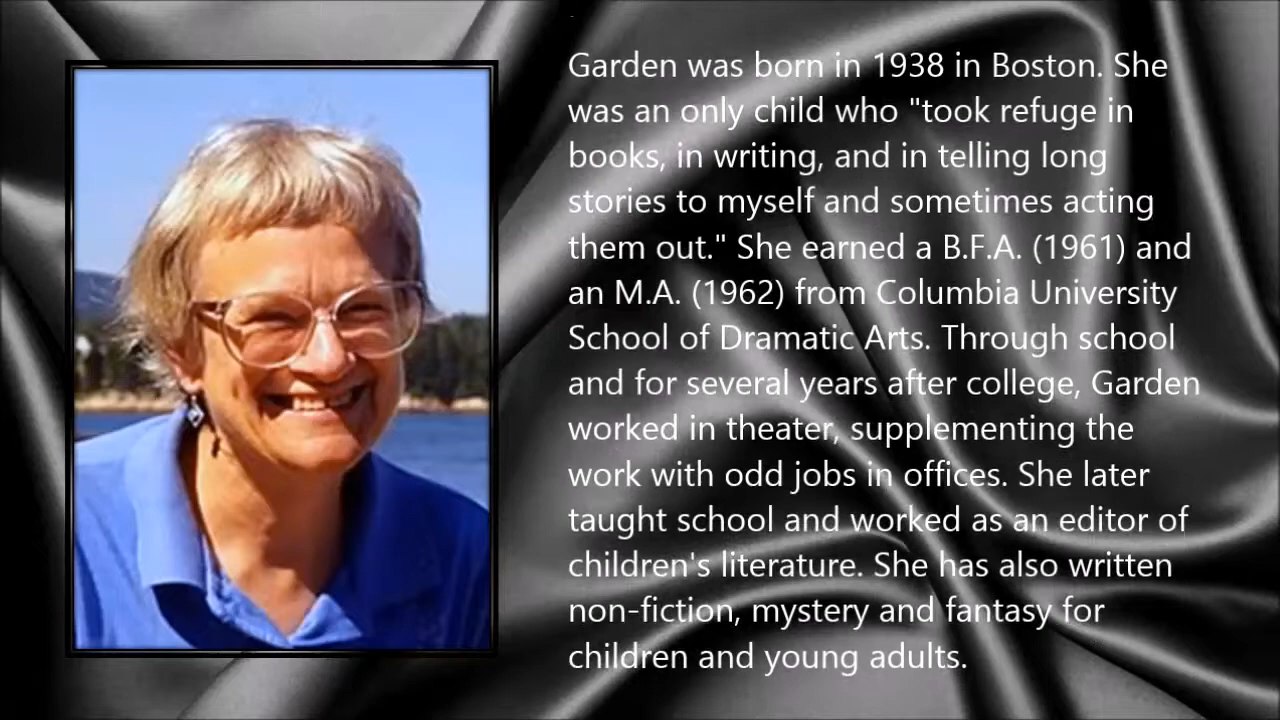 Garden was born in 1938 in Boston. She
was an only child who "took refuge in
books, in writing, and in telling long
stories to myself and sometimes acting
them out." She earned a B.F.A. (1961) and
an M.A. (1962) from Columbia University
School of Dramatic Arts. Through school
and for several years after college, Garden
worked in theater, supplementing the
work with odd jobs in offices. She later
taught school and worked as an editor of
children's literature. She has also written
non-fiction, mystery and fantasy for
children and young adults.